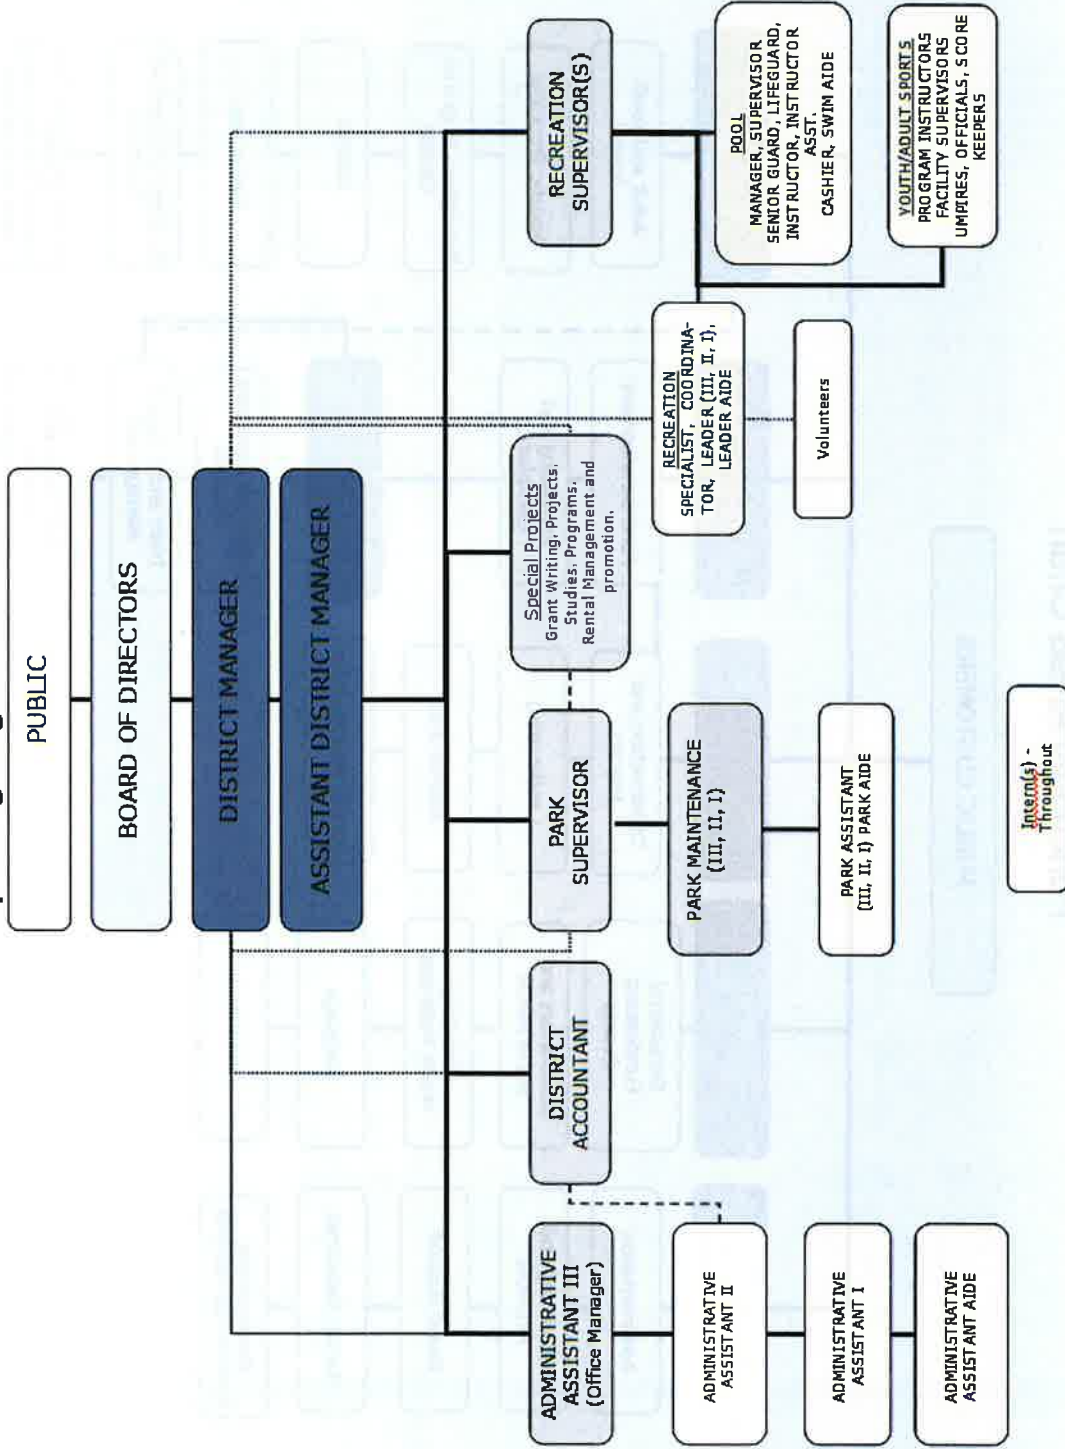 PUBLIC
BOARD OF DIRECTORS
DISTRICT MANAGER
ASSISTANT DISTRICT MANAGER
ADMINISTRATIVE
ASSISTANT III
(Office Manager)
DISTRICT
ACCOUNTANT
PARK
SUPERVISOR
Special Projects
Grant Writing, Projects,
Studies, Programs.
Rental Management and
promotion.
RECREATION
SUPERVISOR(S)
ADMINISTRATIVE
ASSISTANT II
ADMINISTRATIVE
ASSISTANT I
ADMINISTRATIVE
ASSISTANT AIDE
PARK MAINTENANCE
(III, II, I)
PARK ASSISTANT
(III, II, I) PARK AIDE
RECREATION
SPECIALIST, COORDINA-
TOR, LEADER (III, II, I),
LEADER AIDE
Volunteers
POOL
MANAGER, SUPERVISOR
SENIOR GUARD, LIFEGUARD,
INSTRUCTOR, INSTRUCTOR
ASST.
CASHIER, SWIM AIDE
YOUTH/ADULT SPORTS
PROGRAM INSTRUCTORS
FACILITY SUPERVISORS
UMPIRES, OFFICIALS, SCORE
KEEPERS
Intern(s) -
Throughout